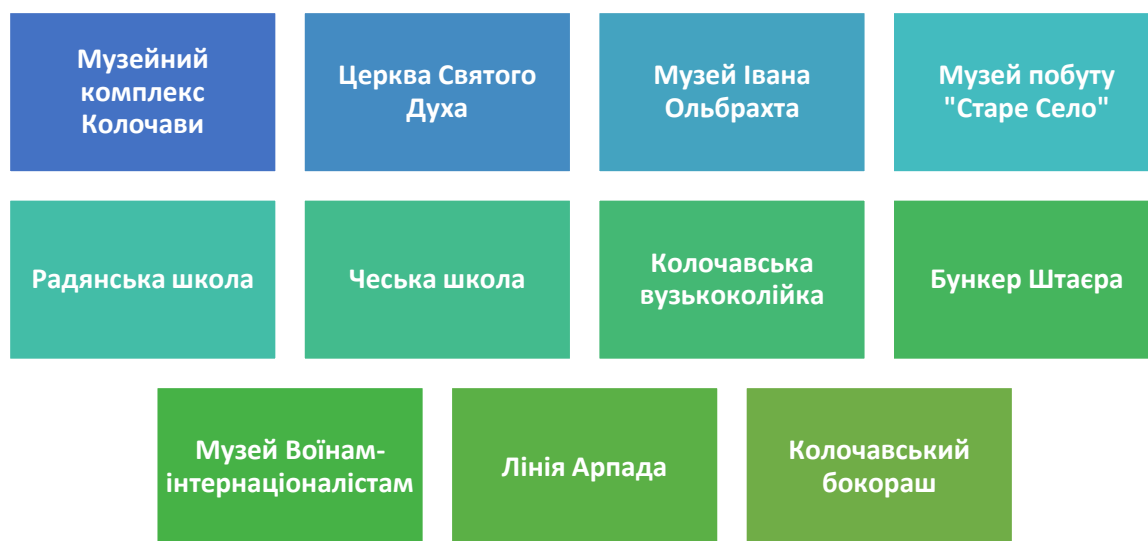 Музейний
комплекс
Колочави
Церква Святого
Духа
Музей Івана
Ольбрахта
Музей побуту
"Старе Село"
Радянська школа
Чеська школа
Колочавська
вузькоколійка
Бункер Штаєра
Музей Воїнам-
інтернаціоналістам
Лінія Арпада
Колочавський
бокораш